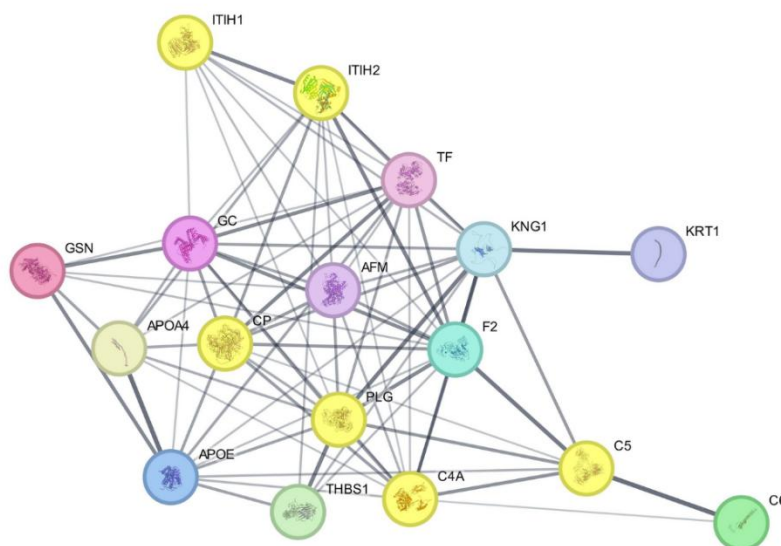 ITIH1
ITIH2
TF
GC
KNG1
KRT1
GSN
AFM
APOA4
CP
F2
PLG
C5
APOE
THBS1
C4A